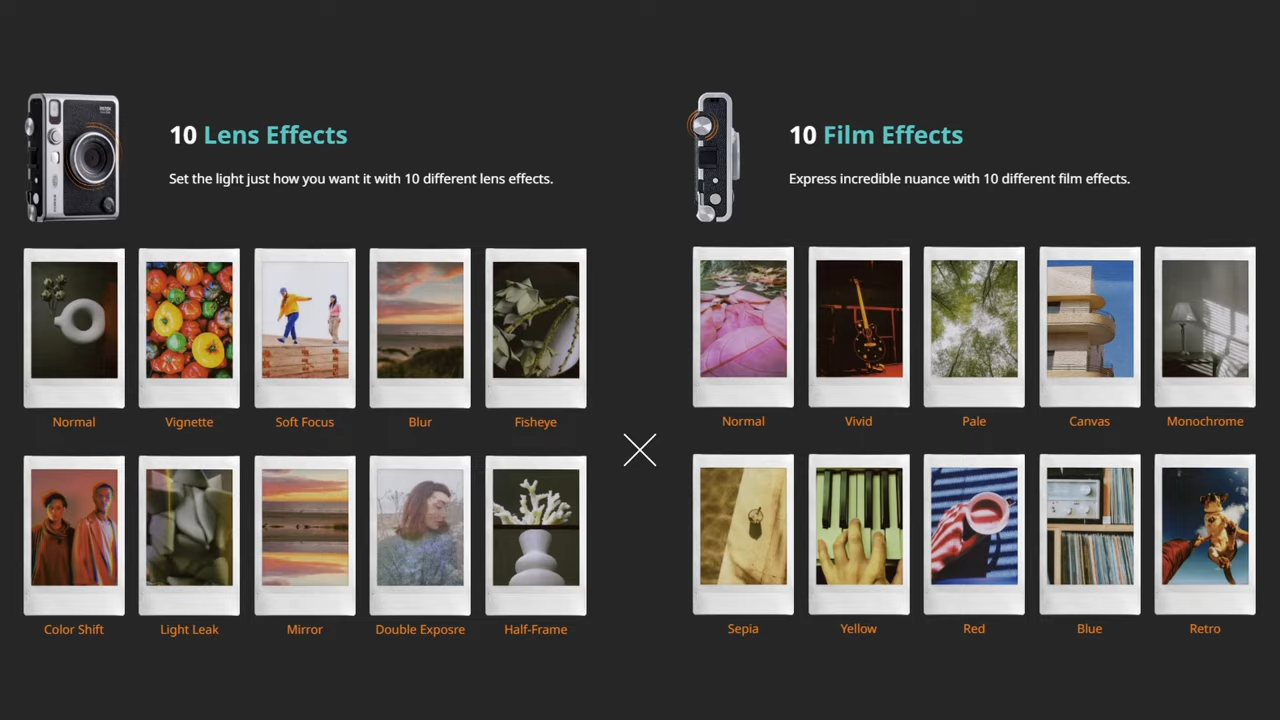 10 Lens Effects
Set the light just how you want it with 10 different lens effects.
Normal
Vignette
Soft Focus
Blur
Fisheye
Color Shift
Light Leak
Mirror
Double Exposre
Half-Frame
10 Film Effects
Express incredible nuance with 10 different film effects.
Normal
Vivid
Pale
Canvas
Monochrome
Sepia
Yellow
Red
Blue
Retro